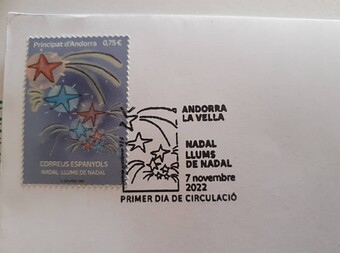 Principat d'Andorra 0,75 €
CORREUS ESPANYOLS
NADAL: LLUMS DE NADAL
ANDORRA
LA VELLA
NADAL
LLUMS
DE NADAL
7 novembre
2022
PRIMER DIA DE CIRCULACIÓ